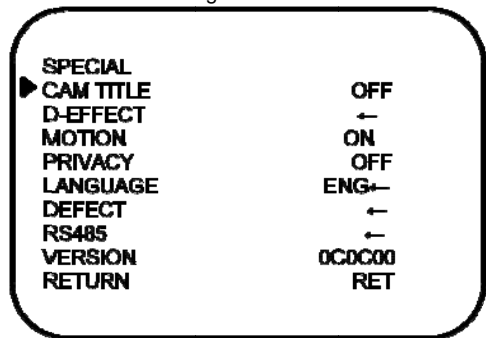 SPECIAL
CAM TITLE OFF
D-EFFECT ←
MOTION ON
PRIVACY OFF
LANGUAGE ENG←
DEFECT ←
RS485 ←
VERSION 0C0C00
RETURN RET